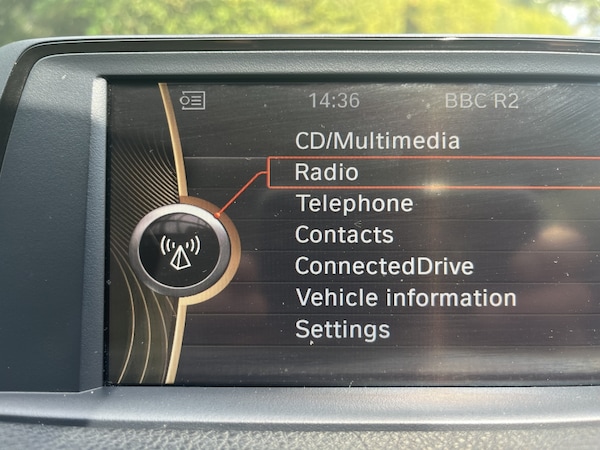 14:36 BBC R2
CD/Multimedia
Radio
Telephone
Contacts
ConnectedDrive
Vehicle information
Settings